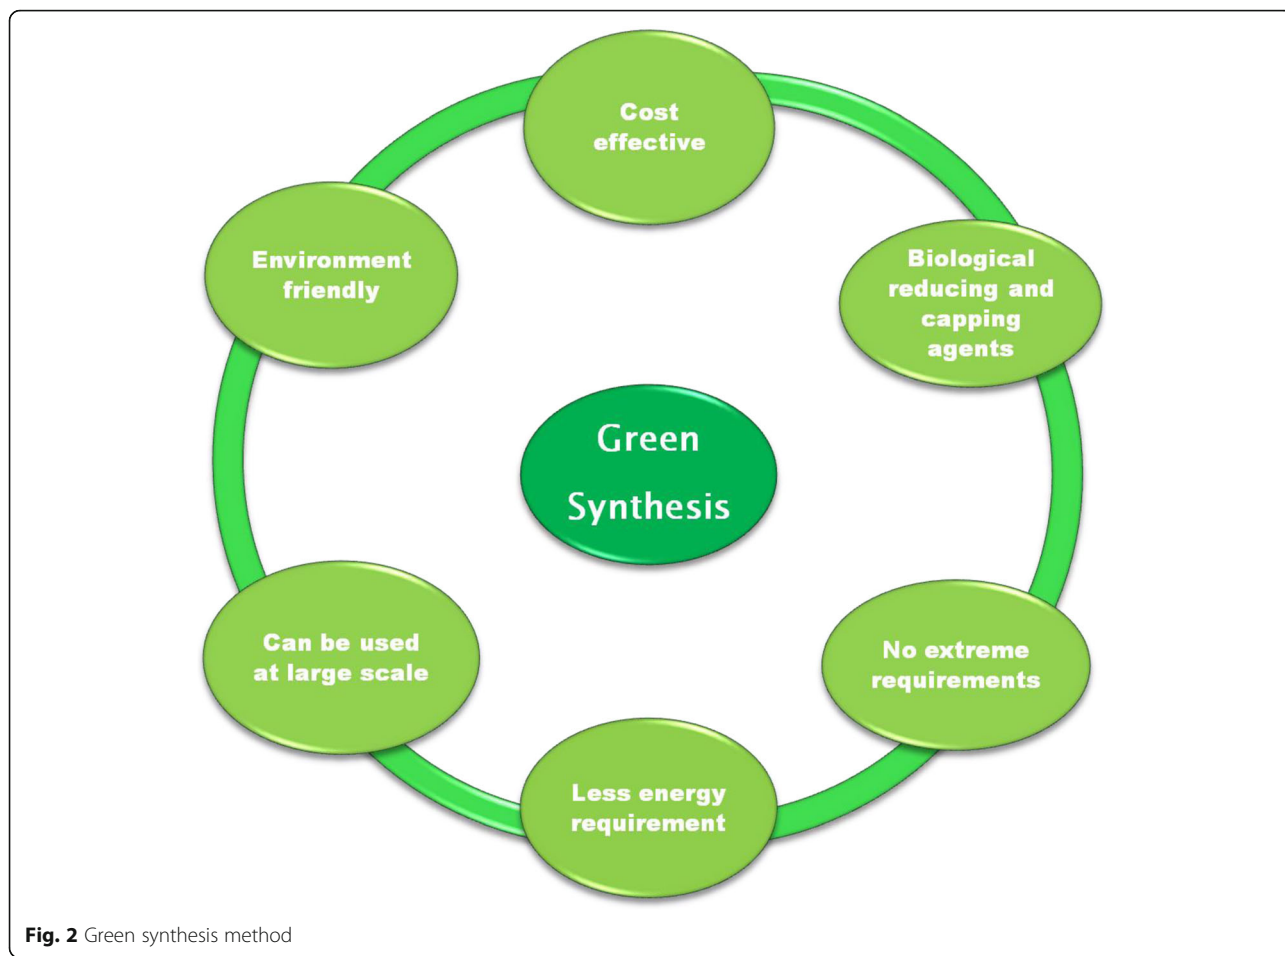 Cost
effective
Environment
friendly
Biological
reducing and
capping
agents
Green
Synthesis
Can be used
at large scale
No extreme
requirements
Less energy
requirement
Fig. 2 Green synthesis method